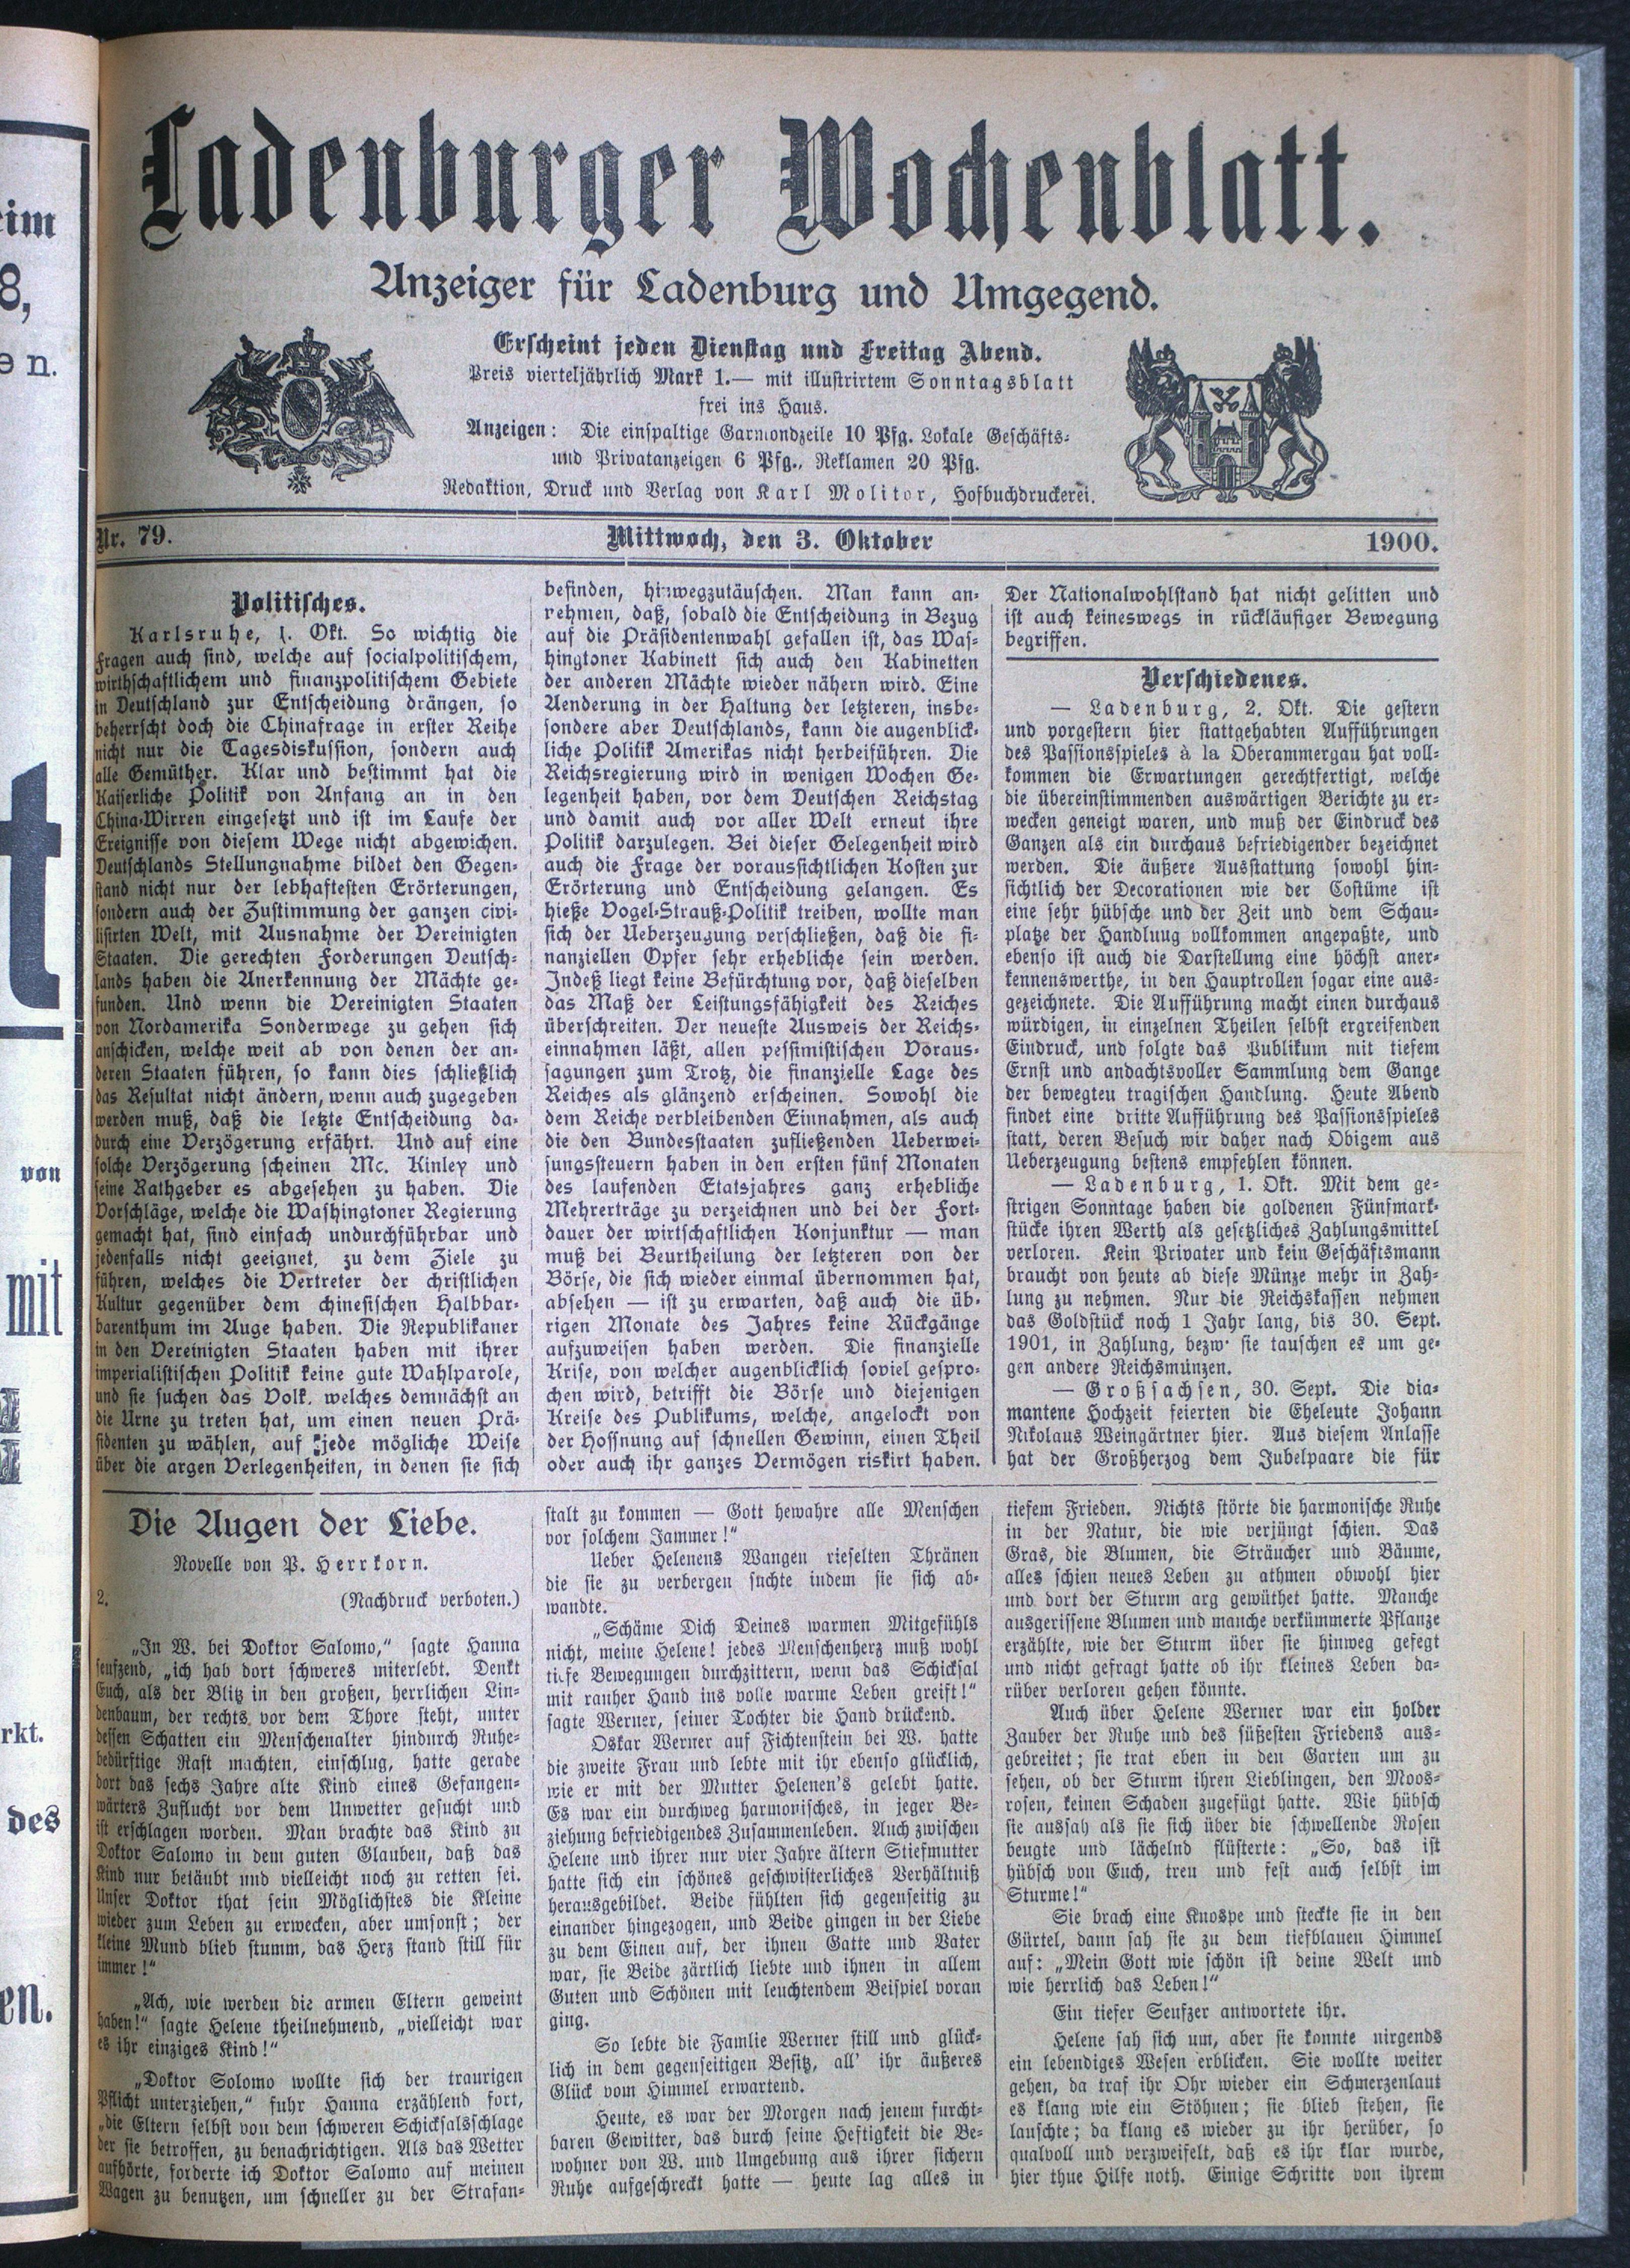 Ladenburger Wochenblatt.
Anzeiger für Ladenburg und Umgegend.
Erscheint jeden Dienstag und Freitag Abend.
Preis vierteljährlich Mark 1.— mit illustrirtem Sonntagsblatt
frei ins Haus.
Anzeigen: Die einspaltige Garmondzeile 10 Pfg. Lokale Geschäfts-
und Privatanzeigen 6 Pfg., Reklamen 20 Pfg.
Redaktion, Druck und Verlag von Karl Molitor, Hofbuchdruckerei.
Nr. 79. Mittwoch, den 3. Oktober 1900.
Politisches.
Karlsruhe, 1. Okt. So wichtig die
Fragen auch sind, welche auf socialpolitischem,
wirthschaftlichem und finanzpolitischem Gebiete
in Deutschland zur Entscheidung drängen, so
beherrscht doch die Chinafrage in erster Reihe
nicht nur die Tagesdiskussion, sondern auch
alle Gemüther. Klar und bestimmt hat die
Kaiserliche Politik von Anfang an in den
China-Wirren eingesetzt und ist im Laufe der
Ereignisse von diesem Wege nicht abgewichen.
Deutschlands Stellungnahme bildet den Gegen-
stand nicht nur der lebhaftesten Erörterungen,
sondern auch der Zustimmung der ganzen civi-
lisirten Welt, mit Ausnahme der Vereinigten
Staaten. Die gerechten Forderungen Deutsch-
lands haben die Anerkennung der Mächte ge-
funden. Und wenn die Vereinigten Staaten
von Nordamerika Sonderwege zu gehen sich
anschicken, welche weit ab von denen der an-
deren Staaten führen, so kann dies schließlich
das Resultat nicht ändern, wenn auch zugegeben
werden muß, daß die letzte Entscheidung da-
durch eine Verzögerung erfährt. Und auf eine
solche Verzögerung scheinen Mc. Kinley und
seine Rathgeber es abgesehen zu haben. Die
Vorschläge, welche die Washingtoner Regierung
gemacht hat, sind einfach undurchführbar und
jedenfalls nicht geeignet, zu dem Ziele zu
führen, welches die Vertreter der christlichen
Kultur gegenüber dem chinesischen Halbbar-
barenthum im Auge haben. Die Republikaner
in den Vereinigten Staaten haben mit ihrer
imperialistischen Politik keine gute Wahlparole,
und sie suchen das Volk, welches demnächst an
die Urne zu treten hat, um einen neuen Prä-
sidenten zu wählen, auf jede mögliche Weise
über die argen Verlegenheiten, in denen sie sich
befinden, hinwegzutäuschen. Man kann an-
nehmen, daß, sobald die Entscheidung in Bezug
auf die Präsidentenwahl gefallen ist, das Was-
hingtoner Kabinett sich auch den Kabinetten
der anderen Mächte wieder nähern wird. Eine
Aenderung in der Haltung der letzteren, insbe-
sondere aber Deutschlands, kann die augenblick-
liche Politik Amerikas nicht herbeiführen. Die
Reichsregierung wird in wenigen Wochen Ge-
legenheit haben, vor dem Deutschen Reichstag
und damit auch vor aller Welt erneut ihre
Politik darzulegen. Bei dieser Gelegenheit wird
auch die Frage der voraussichtlichen Kosten zur
Erörterung und Entscheidung gelangen. Es
hieße Vogel-Strauß-Politik treiben, wollte man
sich der Ueberzeugung verschließen, daß die fi-
nanziellen Opfer sehr erhebliche sein werden.
Indeß liegt keine Befürchtung vor, daß dieselben
das Maß der Leistungsfähigkeit des Reiches
überschreiten. Der neueste Ausweis der Reichs-
einnahmen läßt, allen pessimistischen Voraus-
sagungen zum Trotz, die finanzielle Lage des
Reiches als glänzend erscheinen. Sowohl die
dem Reiche verbleibenden Einnahmen, als auch
die den Bundesstaaten zufließenden Ueberwei-
sungssteuern haben in den ersten fünf Monaten
des laufenden Etatsjahres ganz erhebliche
Mehrerträge zu verzeichnen und bei der Fort-
dauer der wirtschaftlichen Konjunktur — man
muß bei Beurtheilung der letzteren von der
Börse, die sich wieder einmal übernommen hat,
absehen — ist zu erwarten, daß auch die üb-
rigen Monate des Jahres keine Rückgänge
aufzuweisen haben werden. Die finanzielle
Krise, von welcher augenblicklich soviel gespro-
chen wird, betrifft die Börse und diejenigen
Kreise des Publikums, welche, angelockt von
der Hoffnung auf schnellen Gewinn, einen Theil
oder auch ihr ganzes Vermögen riskirt haben.
Der Nationalwohlstand hat nicht gelitten und
ist auch keineswegs in rückläufiger Bewegung
begriffen.
Verschiedenes.
— Ladenburg, 2. Okt. Die gestern
und vorgestern hier stattgehabten Aufführungen
des Passionsspieles à la Oberammergau hat voll-
kommen die Erwartungen gerechtfertigt, welche
die übereinstimmenden auswärtigen Berichte zu er-
wecken geneigt waren, und muß der Eindruck des
Ganzen als ein durchaus befriedigender bezeichnet
werden. Die äußere Ausstattung sowohl hin-
sichtlich der Decorationen wie der Costüme ist
eine sehr hübsche und der Zeit und dem Schau-
platze der Handlung vollkommen angepaßte, und
ebenso ist auch die Darstellung eine höchst aner-
kennenswerthe, in den Hauptrollen sogar eine aus-
gezeichnete. Die Aufführung macht einen durchaus
würdigen, in einzelnen Theilen selbst ergreifenden
Eindruck, und folgte das Publikum mit tiefem
Ernst und andachtsvoller Sammlung dem Gange
der bewegten tragischen Handlung. Heute Abend
findet eine dritte Aufführung des Passionsspieles
statt, deren Besuch wir daher nach Obigem aus
Ueberzeugung bestens empfehlen können.
— Ladenburg, 1. Okt. Mit dem ge-
strigen Sonntage haben die goldenen Fünfmark-
stücke ihren Werth als gesetzliches Zahlungsmittel
verloren. Kein Privater und kein Geschäftsmann
braucht von heute ab diese Münze mehr in Zah-
lung zu nehmen. Nur die Reichskassen nehmen
das Goldstück noch 1 Jahr lang, bis 30. Sept.
1901, in Zahlung, bezw. sie tauschen es um ge-
gen andere Reichsmünzen.
— Großsachsen, 30. Sept. Die dia-
mantene Hochzeit feierten die Eheleute Johann
Nikolaus Weingärtner hier. Aus diesem Anlasse
hat der Großherzog dem Jubelpaare die für
Die Augen der Liebe.
Novelle von P. Herrkorn.
2. (Nachdruck verboten.)
„In W. bei Doktor Salomo,“ sagte Hanna
seufzend, „ich hab dort schweres miterlebt. Denkt
Euch, als der Blitz in den großen, herrlichen Lin-
denbaum, der rechts vor dem Thore steht, unter
dessen Schatten ein Menschenalter hindurch Ruhe-
bedürftige Rast machten, einschlug, hatte gerade
dort das sechs Jahre alte Kind eines Gefangen-
wärters Zuflucht vor dem Unwetter gesucht und
ist erschlagen worden. Man brachte das Kind zu
Doktor Salomo in dem guten Glauben, daß das
Kind nur betäubt und vielleicht noch zu retten sei.
Unser Doktor that sein Möglichstes die Kleine
wieder zum Leben zu erwecken, aber umsonst; der
kleine Mund blieb stumm, das Herz stand still für
immer!“
„Ach, wie werden die armen Eltern geweint
haben!“ sagte Helene theilnehmend, „vielleicht war
es ihr einziges Kind!“
„Doktor Solomo wollte sich der traurigen
Pflicht unterziehen,“ fuhr Hanna erzählend fort,
„die Eltern selbst von dem schweren Schicksalsschlage
der sie betroffen, zu benachrichtigen. Als das Wetter
aufhörte, forderte ich Doktor Salomo auf meinen
Wagen zu benutzen, um schneller zu der Strafan-
stalt zu kommen — Gott bewahre alle Menschen
vor solchem Jammer!“
Ueber Helenens Wangen rieselten Thränen
die sie zu verbergen suchte indem sie sich ab-
wandte.
„Schäme Dich Deines warmen Mitgefühls
nicht, meine Helene! jedes Menschenherz muß wohl
tiefe Bewegungen durchzittern, wenn das Schicksal
mit rauher Hand ins volle warme Leben greift!“
sagte Werner, seiner Tochter die Hand drückend.
Oskar Werner auf Fichtenstein bei W. hatte
die zweite Frau und lebte mit ihr ebenso glücklich,
wie er mit der Mutter Helenen's gelebt hatte.
Es war ein durchweg harmonisches, in jeger Be-
ziehung befriedigendes Zusammenleben. Auch zwischen
Helene und ihrer nur vier Jahre ältern Stiefmutter
hatte sich ein schönes geschwisterliches Verhältniß
herausgebildet. Beide fühlten sich gegenseitig zu
einander hingezogen, und Beide gingen in der Liebe
zu dem Einen auf, der ihnen Gatte und Vater
war, sie Beide zärtlich liebte und ihnen in allem
Guten und Schönen mit leuchtendem Beispiel voran
ging.
So lebte die Famlie Werner still und glück-
lich in dem gegenseitigen Besitz, all' ihr äußeres
Glück vom Himmel erwartend.
Heute, es war der Morgen nach jenem furcht-
baren Gewitter, das durch seine Heftigkeit die Be-
wohner von W. und Umgebung aus ihrer sichern
Ruhe aufgeschreckt hatte — heute lag alles in
tiefem Frieden. Nichts störte die harmonische Ruhe
in der Natur, die wie verjüngt schien. Das
Gras, die Blumen, die Sträucher und Bäume,
alles schien neues Leben zu athmen obwohl hier
und dort der Sturm arg gewüthet hatte. Manche
ausgerissene Blumen und manche verkümmerte Pflanze
erzählte, wie der Sturm über sie hinweg gefegt
und nicht gefragt hatte ob ihr kleines Leben da-
rüber verloren gehen könnte.
Auch über Helene Werner war ein holder
Zauber der Ruhe und des süßesten Friedens aus-
gebreitet; sie trat eben in den Garten um zu
sehen, ob der Sturm ihren Lieblingen, den Moos-
rosen, keinen Schaden zugefügt hatte. Wie hübsch
sie aussah als sie sich über die schwellende Rosen
beugte und lächelnd flüsterte: „So, das ist
hübsch von Euch, treu und fest auch selbst im
Sturme!“
Sie brach eine Knospe und steckte sie in den
Gürtel, dann sah sie zu dem tiefblauen Himmel
auf: „Mein Gott wie schön ist deine Welt und
wie herrlich das Leben!“
Ein tiefer Seufzer antwortete ihr.
Helene sah sich um, aber sie konnte nirgends
ein lebendiges Wesen erblicken. Sie wollte weiter
gehen, da traf ihr Ohr wieder ein Schmerzenlaut
es klang wie ein Stöhnen; sie blieb stehen, sie
lauschte; da klang es wieder zu ihr herüber, so
qualvoll und verzweifelt, daß es ihr klar wurde,
hier thue Hilfe noth. Einige Schritte von ihrem